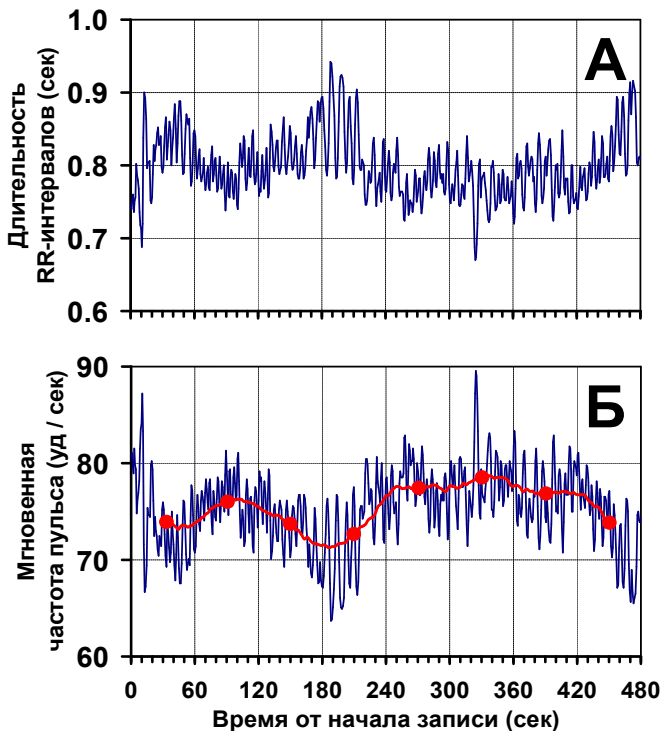 1.0
А
0.9
0.8
0.7
0.6
Длительность
RR-интервалов (сек)
90
Б
80
70
60
Мгновенная
частота пульса (уд / сек)
0 60 120 180 240 300 360 420 480
Время от начала записи (сек)